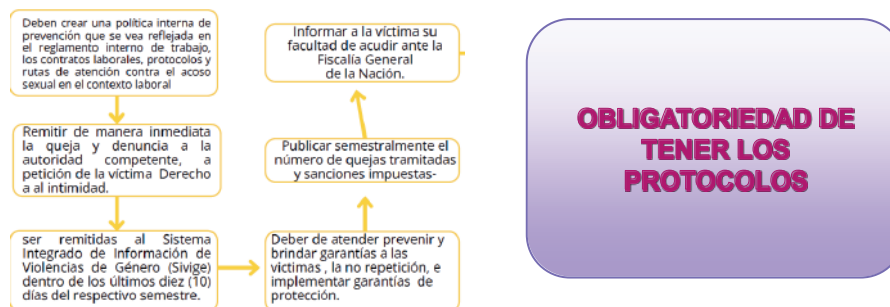 Deben crear una política interna de
prevención que se vea reflejada en
el reglamento interno de trabajo,
los contratos laborales, protocolos y
rutas de atención contra el acoso
sexual en el contexto laboral
Remitir de manera inmediata
la queja y denuncia a la
autoridad competente, a
petición de la víctima Derecho
a al intimidad.
ser remitidas al Sistema
Integrado de Información de
Violencias de Género (Sivige)
dentro de los últimos diez (10)
días del respectivo semestre.
Deber de atender prevenir y
brindar garantías a las
victimas , la no repetición, e
implementar garantías de
protección.
Publicar semestralmente el
número de quejas tramitadas
y sanciones impuestas-
Informar a la víctima su
facultad de acudir ante la
Fiscalía General
de la Nación.
OBLIGATORIEDAD DE
TENER LOS
PROTOCOLOS